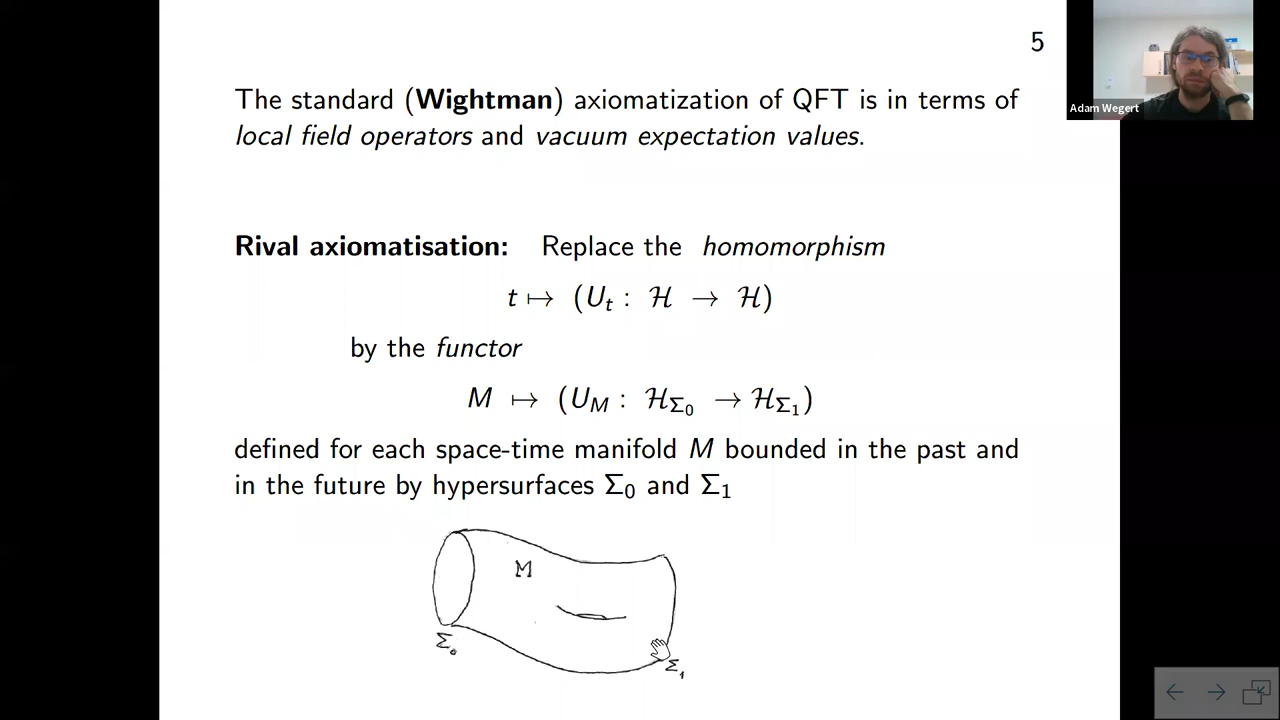 5
Adam Wegert
The standard (Wightman) axiomatization of QFT is in terms of
local field operators and vacuum expectation values.
Rival axiomatisation: Replace the homomorphism
t ↦ (U_t : ℋ → ℋ)
by the functor
M ↦ (U_M : ℋ_Σ₀ → ℋ_Σ₁)
defined for each space-time manifold M bounded in the past and
in the future by hypersurfaces Σ₀ and Σ₁
M
Σ₀
Σ₁